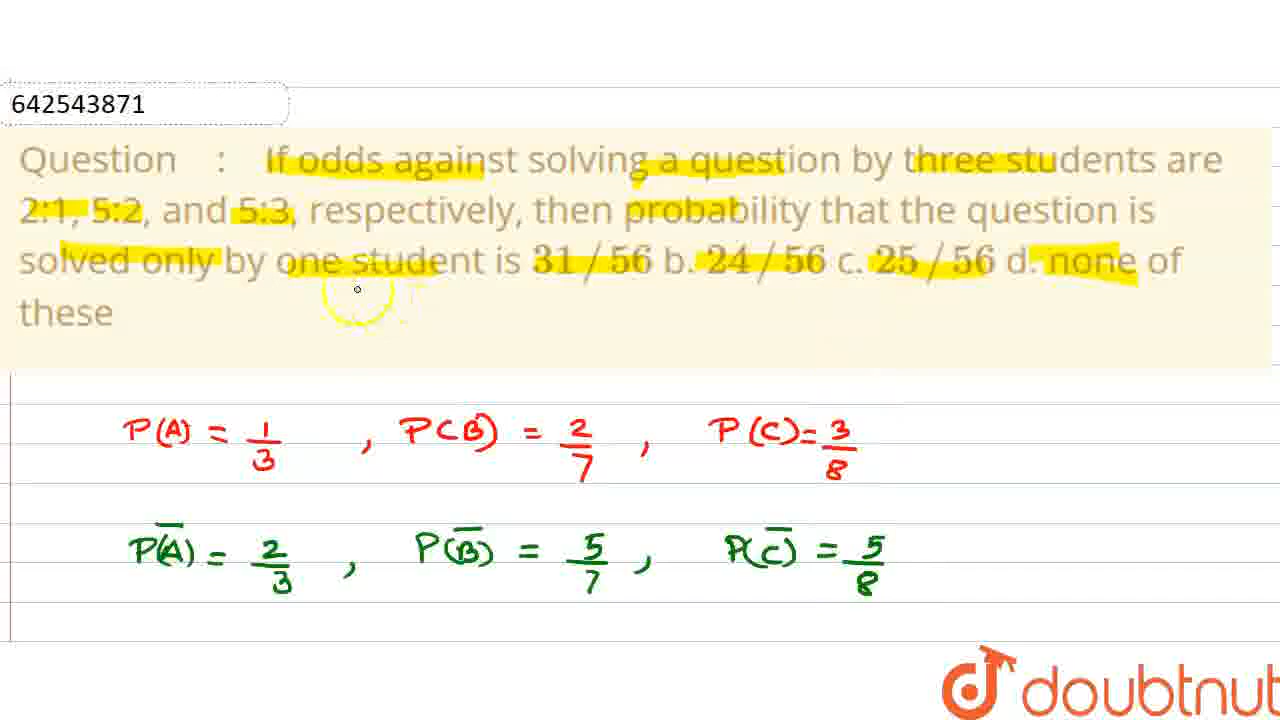 642543871
Question : If odds against solving a question by three students are
2:1, 5:2, and 5:3, respectively, then probability that the question is
solved only by one student is 31/56 b. 24/56 c. 25/56 d. none of
these
P(A) = 1/3 , P(B) = 2/7 , P(C) = 3/8
P(A̅) = 2/3 , P(B̅) = 5/7 , P(C̅) = 5/8
doubtnut